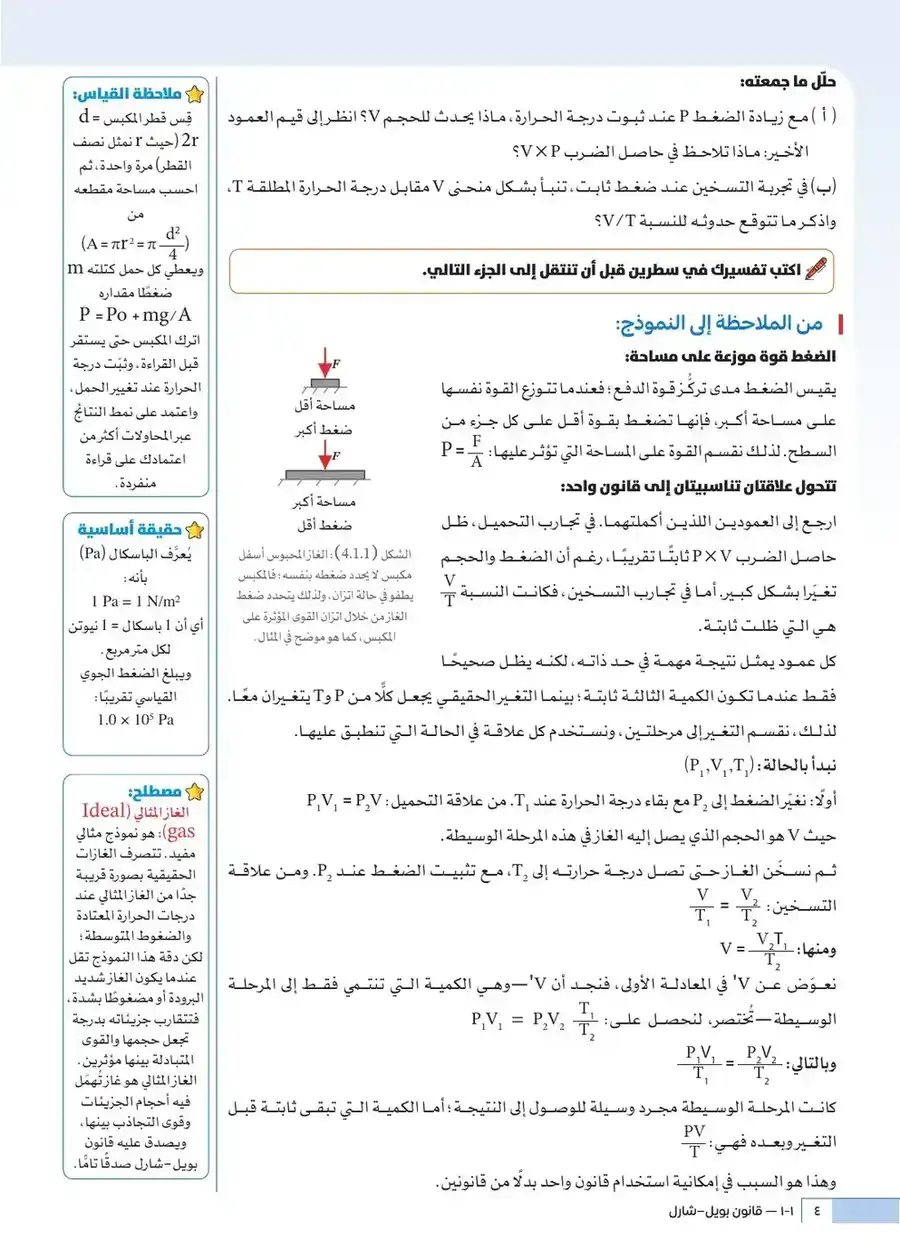 حلّل ما جمعته:
( أ ) مع زيادة الضغط P عند ثبوت درجة الحرارة، ماذا يحدث للحجم V؟ انظر إلى قيم العمود
الأخير: ماذا تلاحظ في حاصل الضرب V×P؟
(ب) في تجربة التسخين عند ضغط ثابت، تنبأ بشكل منحنى V مقابل درجة الحرارة المطلقة T،
واذكر ما تتوقع حدوثه للنسبة V/T؟
اكتب تفسيرك في سطرين قبل أن تنتقل إلى الجزء التالي.
من الملاحظة إلى النموذج:
الضغط قوة موزعة على مساحة:
يقيس الضغط مدى تركُّز قوة الدفع؛ فعندما تتوزع القوة نفسها
على مساحة أكبر، فإنها تضغط بقوة أقل على كل جزء من
السطح. لذلك نقسم القوة على المساحة التي تؤثر عليها: P = F/A
تتحول علاقتان تناسبيتان إلى قانون واحد:
ارجع إلى العمودين اللذين أكملتهما. في تجارب التحميل، ظل
حاصل الضرب P×V ثابتًا تقريبًا، رغم أن الضغط والحجم
تغيّرا بشكل كبير. أما في تجارب التسخين، فكانت النسبة V/T
هي التي ظلت ثابتة.
كل عمود يمثل نتيجة مهمة في حد ذاته، لكنه يظل صحيحًا
فقط عندما تكون الكمية الثالثة ثابتة؛ بينما التغير الحقيقي يجعل كلًّا من P وT يتغيران معًا.
لذلك، نقسم التغير إلى مرحلتين، ونستخدم كل علاقة في الحالة التي تنطبق عليها.
نبدأ بالحالة: (P₁,V₁,T₁)
أولًا: نغيّر الضغط إلى P₂ مع بقاء درجة الحرارة عند T₁. من علاقة التحميل: P₁V₁ = P₂V
حيث V هو الحجم الذي يصل إليه الغاز في هذه المرحلة الوسيطة.
ثم نسخّن الغاز حتى تصل درجة حرارته إلى T₂، مع تثبيت الضغط عند P₂. ومن علاقة
التسخين: V/T₁ = V₂/T₂
ومنها: V = V₂T₁/T₂
نعوّض عن V' في المعادلة الأولى، فنجد أن V'—وهي الكمية التي تنتمي فقط إلى المرحلة
الوسيطة—تُختصر، لنحصل على: P₁V₁ = P₂V₂ T₁/T₂
وبالتالي: P₁V₁/T₁ = P₂V₂/T₂
كانت المرحلة الوسيطة مجرد وسيلة للوصول إلى النتيجة؛ أما الكمية التي تبقى ثابتة قبل
التغير وبعده فهي: PV/T
وهذا هو السبب في إمكانية استخدام قانون واحد بدلًا من قانونين.
F
مساحة أقل
ضغط أكبر
F
مساحة أكبر
ضغط أقل
الشكل (4.1.1): الغاز المحبوس أسفل
مكبس لا يحدد ضغطه بنفسه؛ فالمكبس
يطفو في حالة اتزان، ولذلك يتحدد ضغط
الغاز من خلال اتزان القوى المؤثرة على
المكبس، كما هو موضح في المثال.
ملاحظة القياس:
قِس قطر المكبس = d
2r (حيث r تمثل نصف
القطر) مرة واحدة، ثم
احسب مساحة مقطعه
من
(A = πr² = π d²/4)
ويعطي كل حمل كتلته m
ضغطًا مقداره
P = Po + mg/A
اترك المكبس حتى يستقر
قبل القراءة، وثبّت درجة
الحرارة عند تغيير الحمل،
واعتمد على نمط النتائج
عبر المحاولات أكثر من
اعتمادك على قراءة
منفردة.
حقيقة أساسية
يُعرَّف الباسكال (Pa)
بأنه:
1 Pa = 1 N/m²
أي أن 1 باسكال = 1 نيوتن
لكل متر مربع.
ويبلغ الضغط الجوي
القياسي تقريبًا:
1.0 × 10⁵ Pa
مصطلح:
الغاز المثالي (Ideal
gas): هو نموذج مثالي
مفيد. تتصرف الغازات
الحقيقية بصورة قريبة
جدًا من الغاز المثالي عند
درجات الحرارة المعتادة
والضغوط المتوسطة؛
لكن دقة هذا النموذج تقل
عندما يكون الغاز شديد
البرودة أو مضغوطًا بشدة،
فتتقارب جزيئاته بدرجة
تجعل حجمها والقوى
المتبادلة بينها مؤثرين.
الغاز المثالي هو غاز تُهمَل
فيه أحجام الجزيئات
وقوى التجاذب بينها،
ويصدق عليه قانون
بويل-شارل صدقًا تامًّا.
٤ ١-١ — قانون بويل-شارل